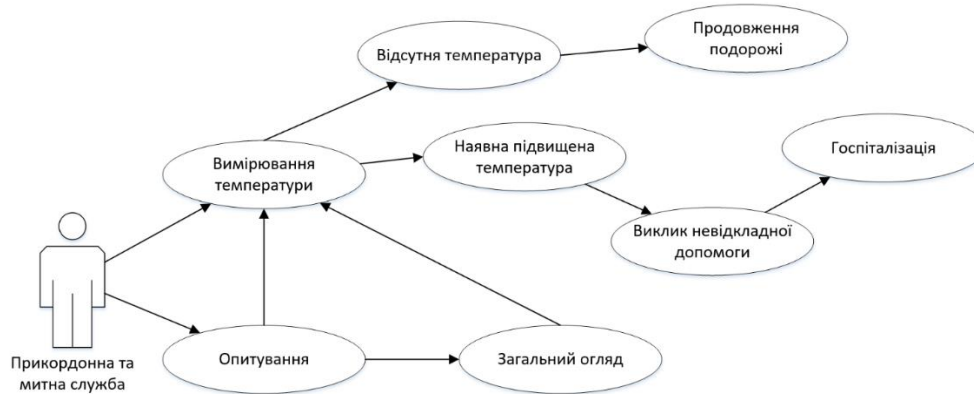 Відсутня температура
Продовження
подорожі
Вимірювання
температури
Наявна підвищена
температура
Госпіталізація
Виклик невідкладної
допомоги
Прикордонна та
митна служба
Опитування
Загальний огляд